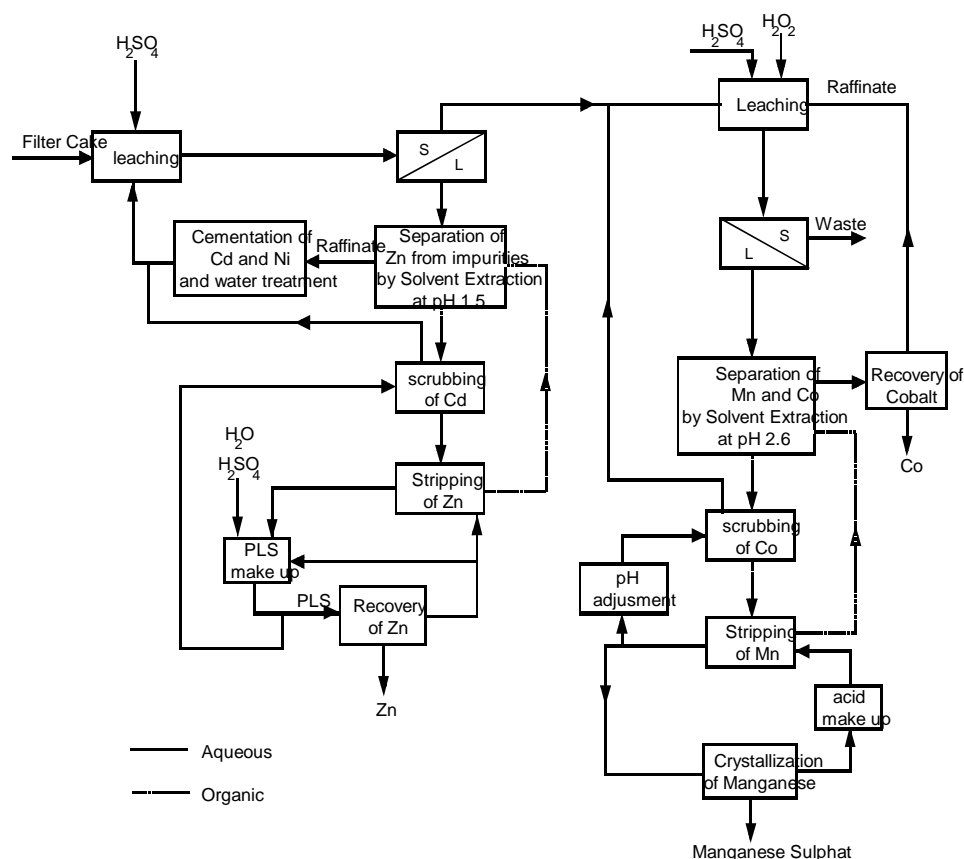 H2SO4
Filter Cake
leaching
S
L
Cementation of
Cd and Ni
and water treatment
Raffinate
Separation of
Zn from impurities
by Solvent Extraction
at pH 1.5
scrubbing
of Cd
H2O
H2SO4
Stripping
of Zn
PLS
make up
PLS
Recovery
of Zn
Zn
Aqueous
Organic
H2SO4
H2O2
Leaching
Raffinate
S
L
Waste
Separation of
Mn and Co
by Solvent Extraction
at pH 2.6
Recovery of
Cobalt
Co
scrubbing
of Co
pH
adjusment
Stripping
of Mn
acid
make up
Crystallization
of Manganese
Manganese Sulphat